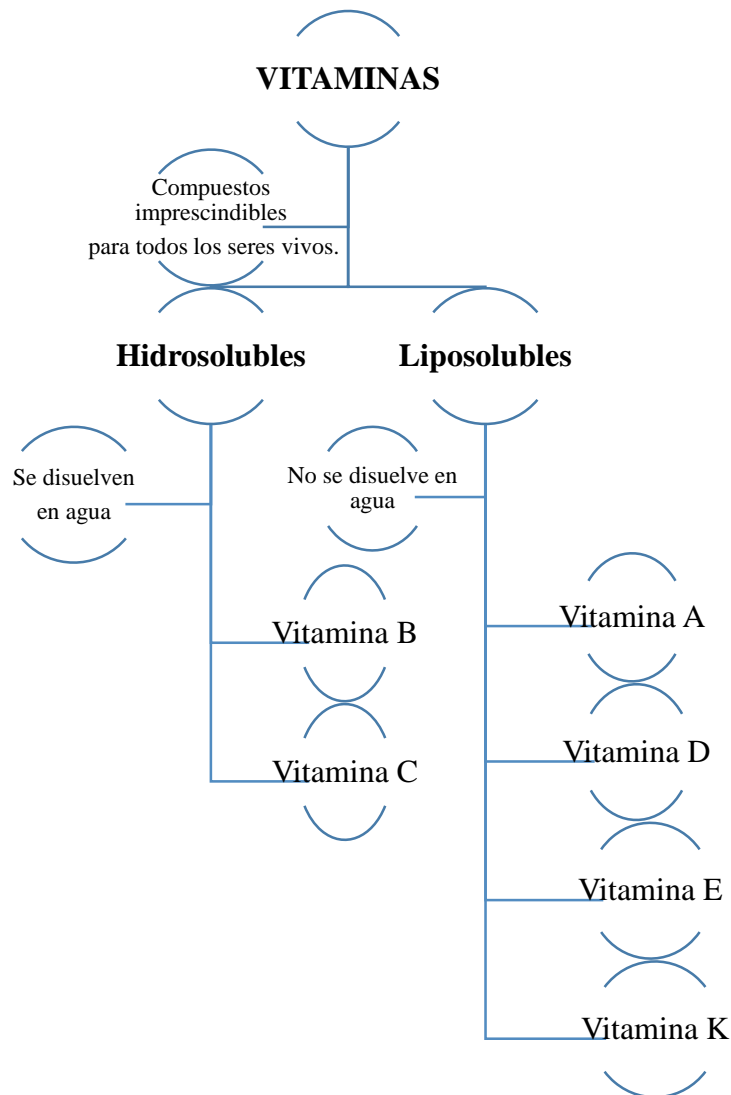 VITAMINAS
Compuestos
imprescindibles
para todos los seres vivos.
Hidrosolubles
Liposolubles
Se disuelven
en agua
No se disuelve en
agua
Vitamina B
Vitamina C
Vitamina A
Vitamina D
Vitamina E
Vitamina K